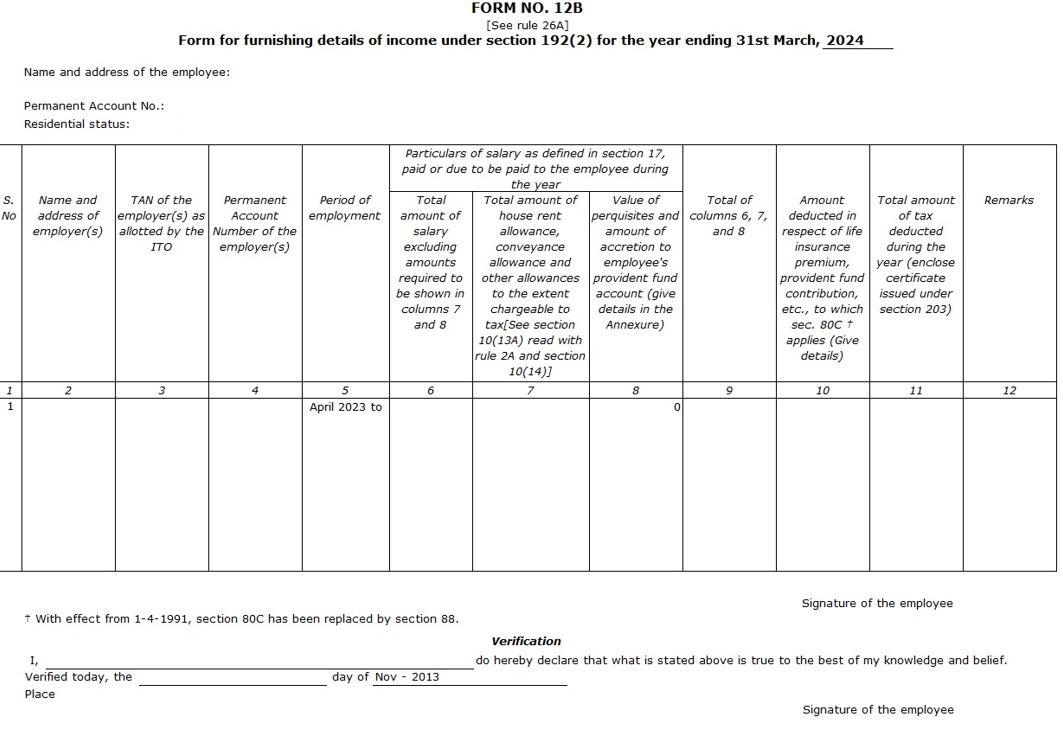 FORM NO. 12B
[See rule 26A]
Form for furnishing details of income under section 192(2) for the year ending 31st March, 2024
Name and address of the employee:
Permanent Account No.:
Residential status:
S.
No
Name and
address of
employer(s)
TAN of the
employer(s) as
allotted by the
ITO
Permanent
Account
Number of the
employer(s)
Period of
employment
Particulars of salary as defined in section 17,
paid or due to be paid to the employee during
the year
Total
amount of
salary
excluding
amounts
required to
be shown in
columns 7
and 8
Total amount of
house rent
allowance,
conveyance
allowance and
other allowances
to the extent
chargeable to
tax[See section
10(13A) read with
rule 2A and section
10(14)]
Value of
perquisites and
amount of
accretion to
employee's
provident fund
account (give
details in the
Annexure)
Total of
columns 6, 7,
and 8
Amount
deducted in
respect of life
insurance
premium,
provident fund
contribution,
etc., to which
sec. 80C †
applies (Give
details)
Total amount
of tax
deducted
during the
year (enclose
certificate
issued under
section 203)
Remarks
1 2 3 4 5 6 7 8 9 10 11 12
1 April 2023 to 0
Signature of the employee
† With effect from 1-4-1991, section 80C has been replaced by section 88.
Verification
I, do hereby declare that what is stated above is true to the best of my knowledge and belief.
Verified today, the day of Nov - 2013
Place
Signature of the employee